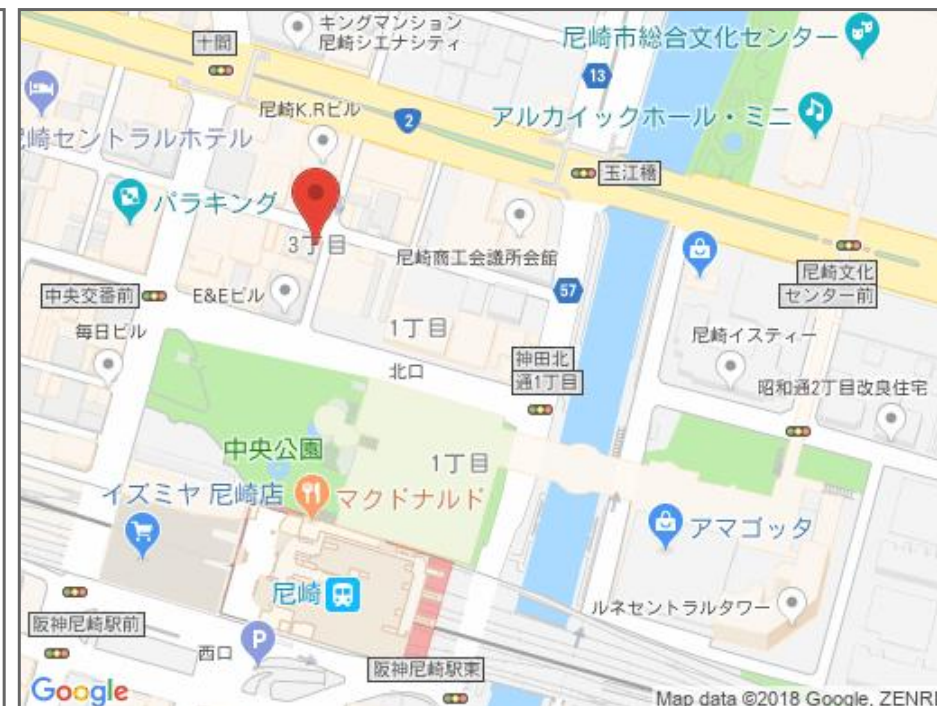 キングマンション
尼崎シエナシティ
十間
尼崎市総合文化センター
13
尼崎K,Rビル
2
アルカイックホール・ミニ
崎セントラルホテル
玉江橋
パラキング
3丁目
尼崎商工会議所会館
尼崎文化
センター前
中央交番前
E&Eビル
57
毎日ビル
1丁目
尼崎イスティー
北口
神田北
通1丁目
昭和通2丁目改良住宅
中央公園
1丁目
イズミヤ 尼崎店
マクドナルド
アマゴッタ
尼崎
ルネセントラルタワー
阪神尼崎駅前
西口
P
阪神尼崎駅東
Google
Map data ©2018 Google, ZENRI